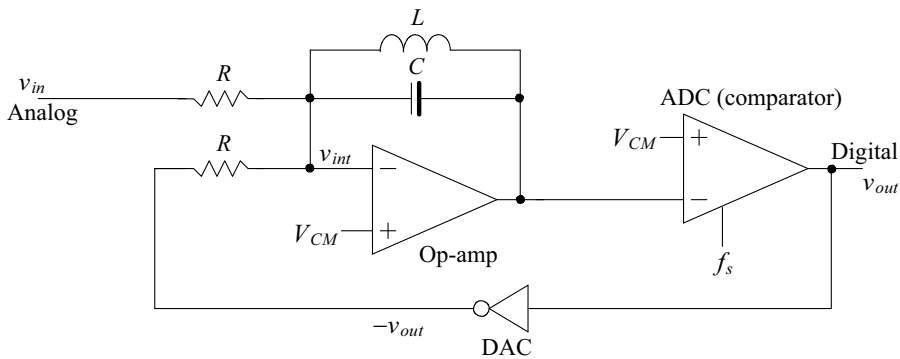 L
C
v_in
Analog
R
R
v_int
−
+
V_CM
Op-amp
ADC (comparator)
V_CM
+
−
Digital
v_out
f_s
−v_out
DAC